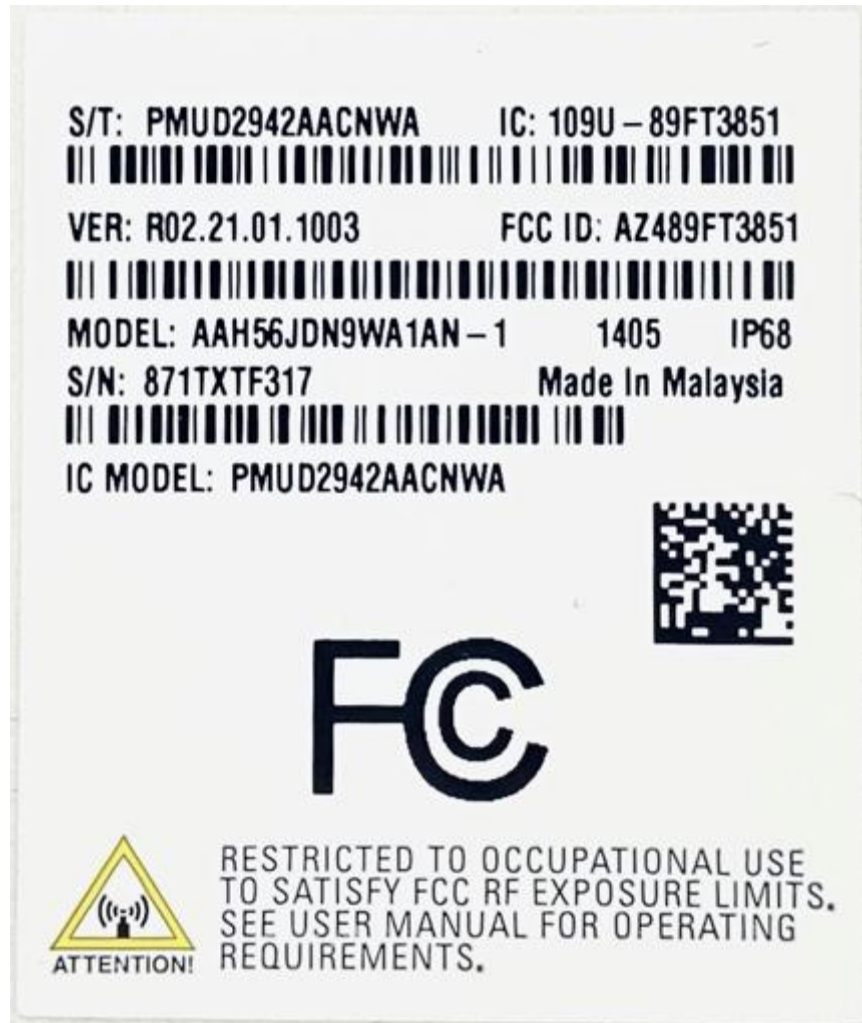 S/T: PMUD2942AACNWA IC: 109U – 89FT3851
VER: R02.21.01.1003 FCC ID: AZ489FT3851
MODEL: AAH56JDN9WA1AN – 1 1405 IP68
S/N: 871TXTF317 Made In Malaysia
IC MODEL: PMUD2942AACNWA
FCC
RESTRICTED TO OCCUPATIONAL USE
TO SATISFY FCC RF EXPOSURE LIMITS.
SEE USER MANUAL FOR OPERATING
REQUIREMENTS.
ATTENTION!